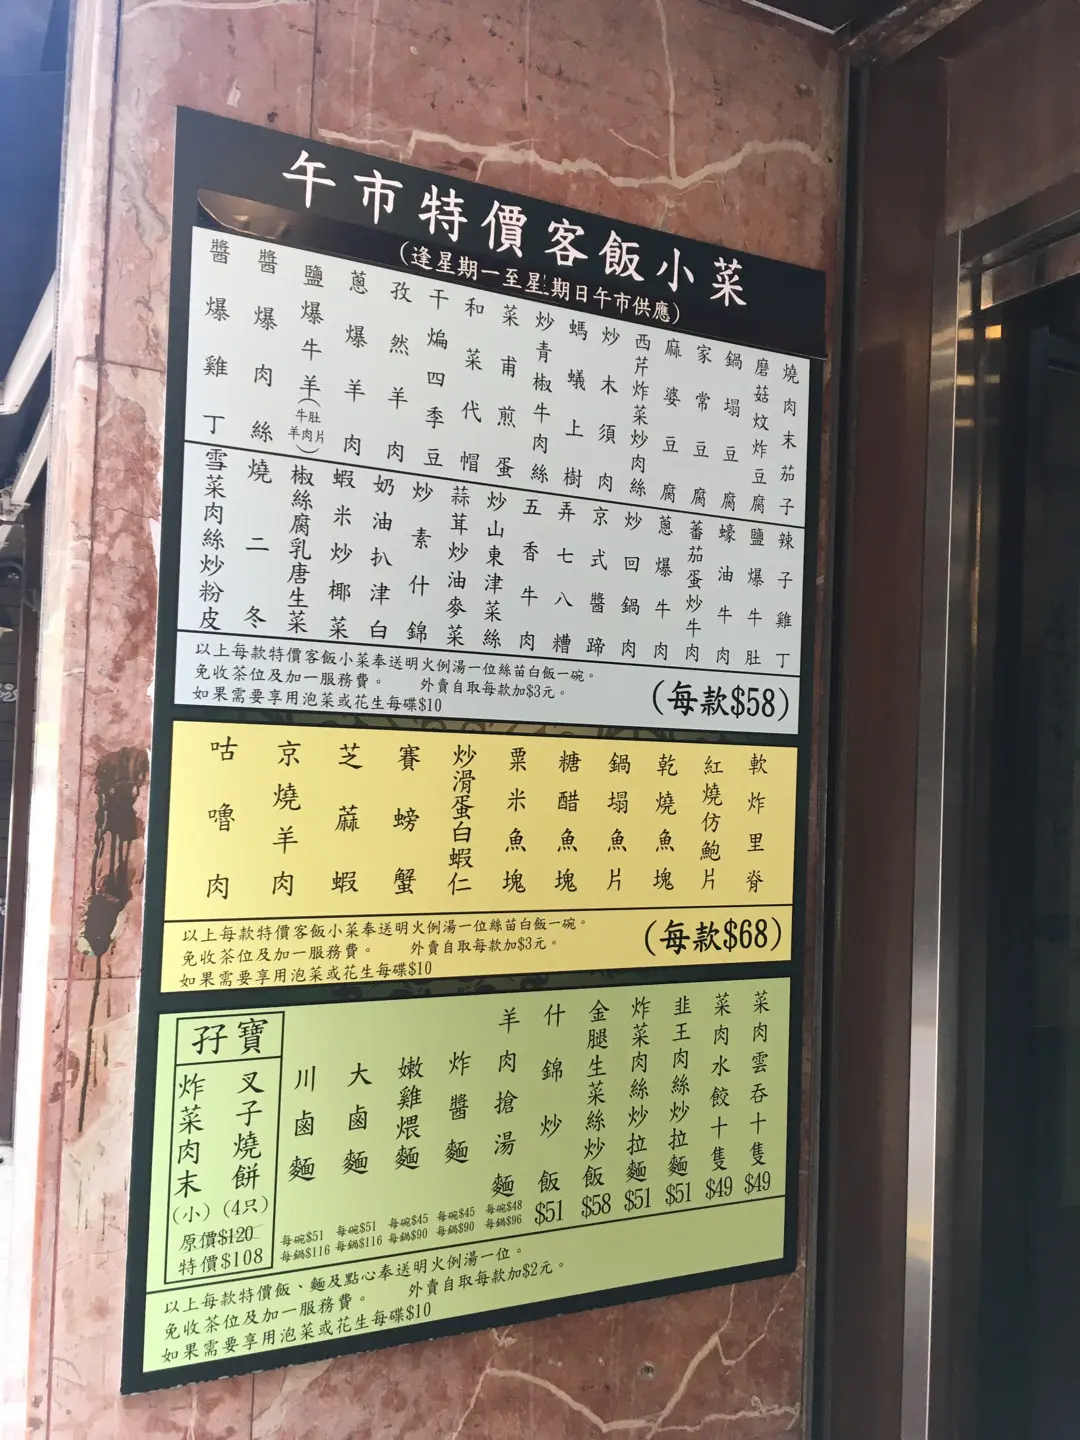 午市特價客飯小菜
(逢星期一至星期日午市供應)
燒肉末茄子
磨菇炆炸豆腐
鍋塌豆腐
家常豆腐
麻婆豆腐
西芹炸菜炒肉絲
炒木須肉
螞蟻上樹
炒青椒牛肉絲
菜甫煎蛋
和菜代帽
干煸四季豆
孜然羊肉
蔥爆羊肉
鹽爆牛羊(牛肚羊肉片)
醬爆肉絲
醬爆雞丁
辣子雞丁
鹽爆牛肚
蠔油牛肉
蕃茄蛋炒牛肉
蔥爆牛肉
炒回鍋肉
京式醬蹄
弄七八糟
五香牛肉
炒山東津菜絲
蒜茸炒油麥菜
炒素什錦
奶油扒津白
蝦米炒椰菜
椒絲腐乳唐生菜
燒二冬
雪菜肉絲炒粉皮
以上每款特價客飯小菜奉送明火例湯一位絲苗白飯一碗。
免收茶位及加一服務費。 外賣自取每款加$3元。
如果需要享用泡菜或花生每碟$10
(每款$58)
軟炸里脊
紅燒仿鮑片
乾燒魚塊
鍋塌魚片
糖醋魚塊
粟米魚塊
炒滑蛋白蝦仁
賽螃蟹
芝蔴蝦
京燒羊肉
咕嚕肉
以上每款特價客飯小菜奉送明火例湯一位絲苗白飯一碗。
免收茶位及加一服務費。 外賣自取每款加$3元。
如果需要享用泡菜或花生每碟$10
(每款$68)
菜肉雲吞十隻 $49
菜肉水餃十隻 $49
韭王肉絲炒拉麵 $51
炸菜肉絲炒拉麵 $51
金腿生菜絲炒飯 $58
什錦炒飯 $51
羊肉搶湯麵 每碗$48 每鍋$96
炸醬麵 每碗$45 每鍋$90
嫩雞煨麵 每碗$45 每鍋$90
大鹵麵 每碗$51 每鍋$116
川鹵麵 每碗$51 每鍋$116
孖寶
叉子燒餅(4只)
炸菜肉末(小)
原價$120
特價$108
以上每款特價飯、麵及點心奉送明火例湯一位。
免收茶位及加一服務費。 外賣自取每款加$2元。
如果需要享用泡菜或花生每碟$10